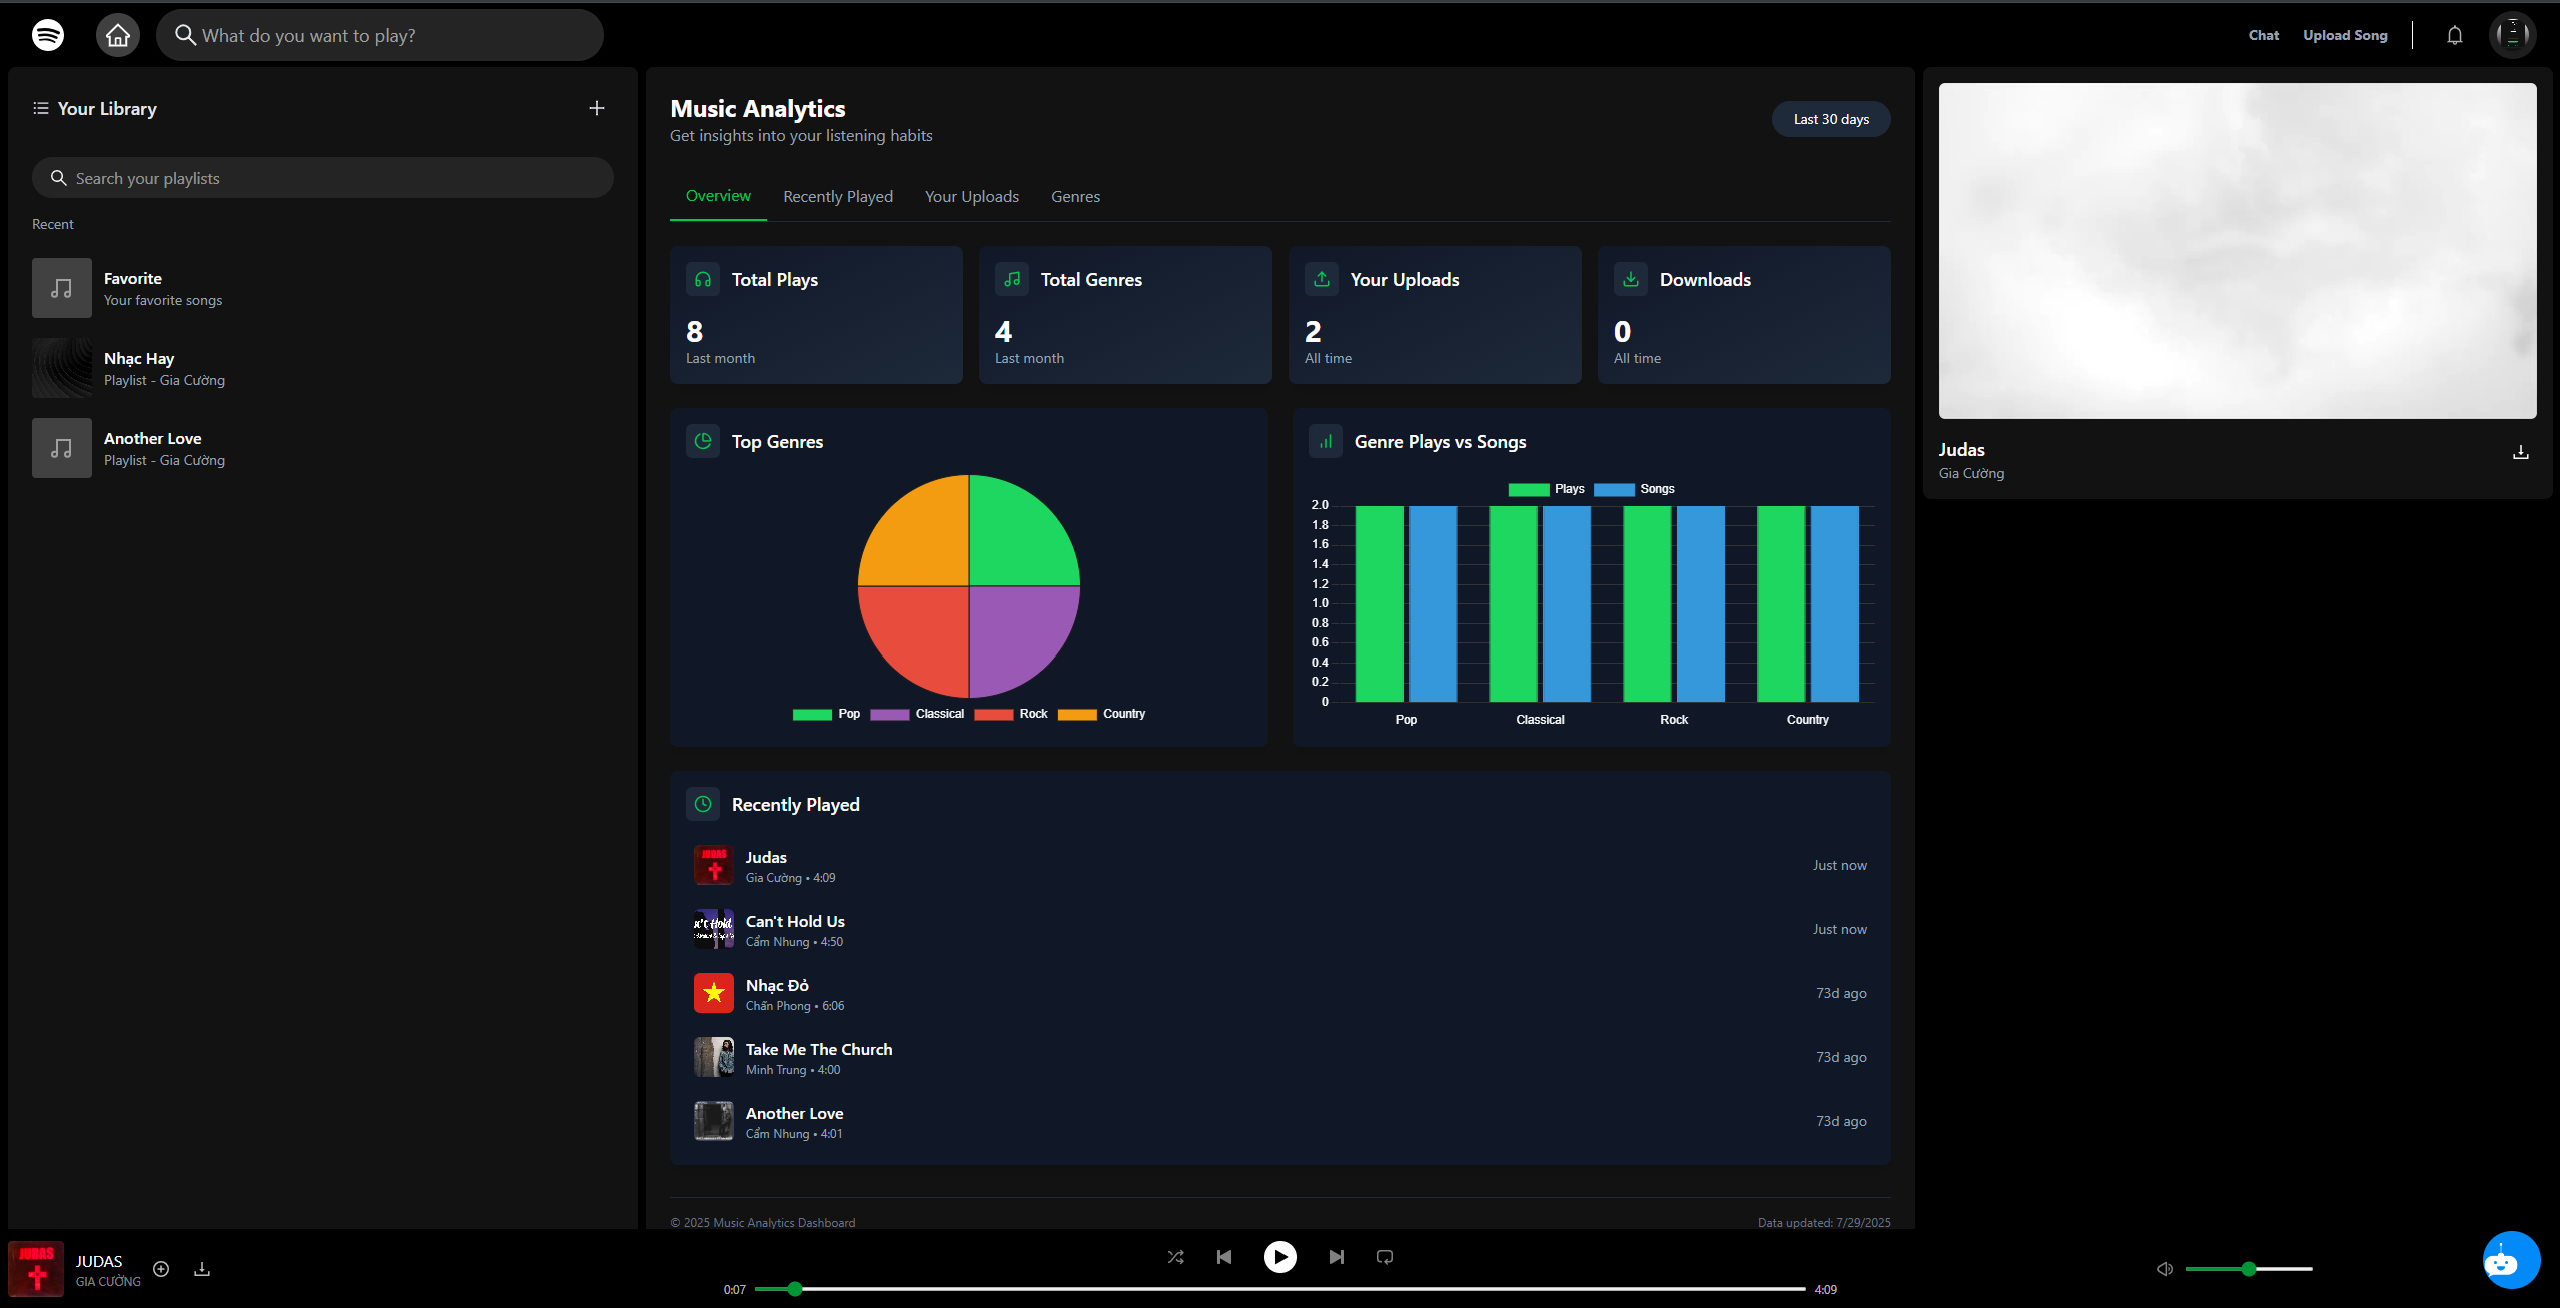 What do you want to play?
Chat
Upload Song
Your Library
Search your playlists
Recent
Favorite
Your favorite songs
Nhạc Hay
Playlist - Gia Cường
Another Love
Playlist - Gia Cường
Music Analytics
Get insights into your listening habits
Last 30 days
Overview
Recently Played
Your Uploads
Genres
Total Plays
8
Last month
Total Genres
4
Last month
Your Uploads
2
All time
Downloads
0
All time
Top Genres
Pop
Classical
Rock
Country
Genre Plays vs Songs
Plays
Songs
2.0
1.8
1.6
1.4
1.2
1.0
0.8
0.6
0.4
0.2
0
Pop
Classical
Rock
Country
Recently Played
Judas
Gia Cường • 4:09
Just now
Can't Hold Us
Cẩm Nhung • 4:50
Just now
Nhạc Đỏ
Chấn Phong • 6:06
73d ago
Take Me The Church
Minh Trung • 4:00
73d ago
Another Love
Cẩm Nhung • 4:01
73d ago
© 2025 Music Analytics Dashboard
Data updated: 7/29/2025
Judas
Gia Cường
JUDAS
JUDAS
JUDAS
GIA CƯỜNG
0:07
4:09